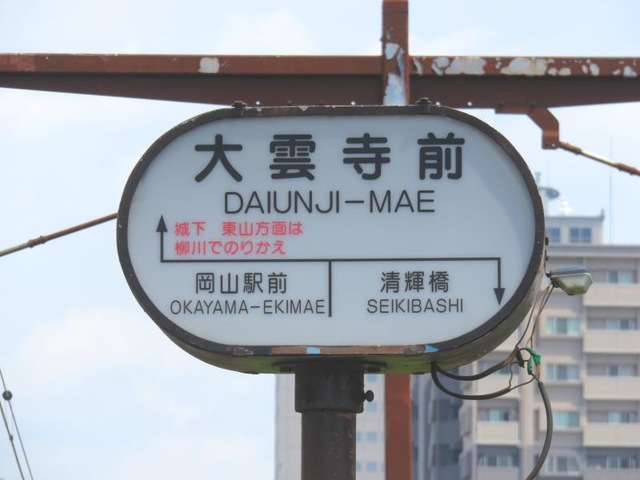 大雲寺前
DAIUNJI-MAE
城下 東山方面は
柳川でのりかえ
岡山駅前 清輝橋
OKAYAMA-EKIMAE SEIKIBASHI